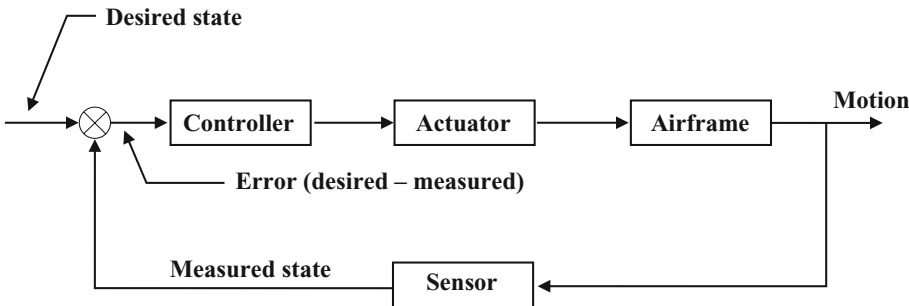 Desired state
Motion
Controller
Actuator
Airframe
Error (desired – measured)
Measured state
Sensor